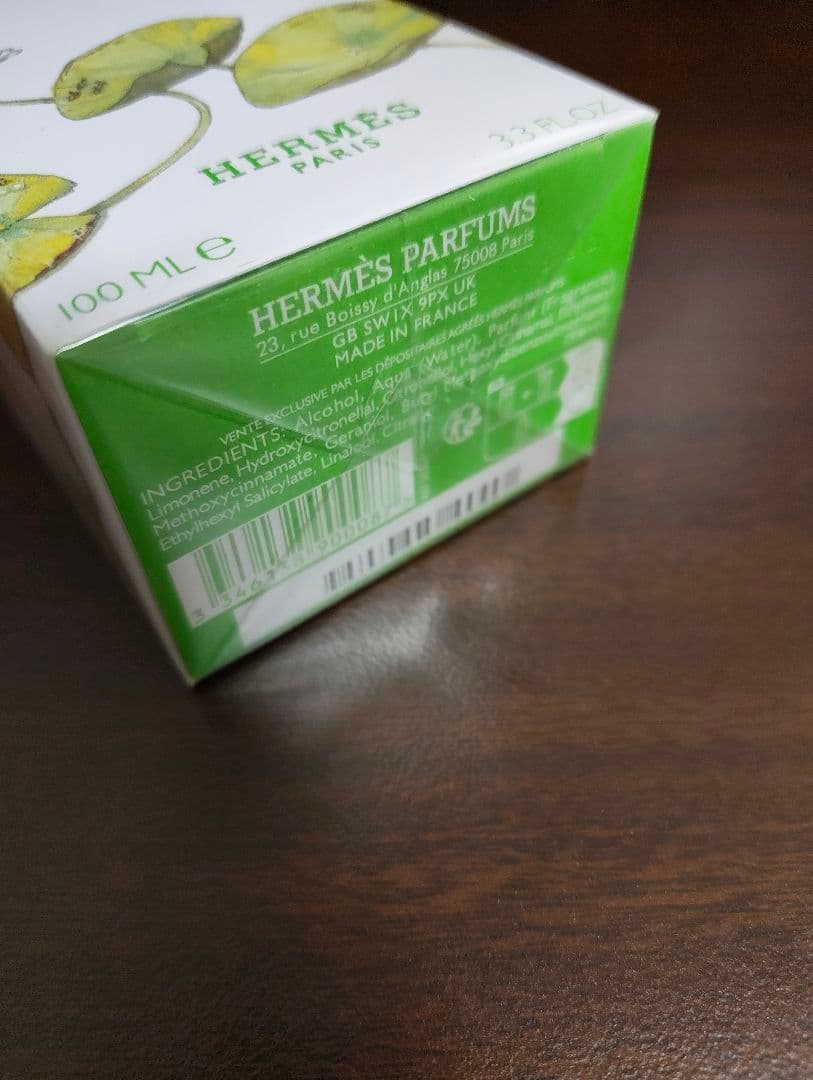 HERMÈS
PARIS
3.3 FL.OZ
100 ML e
HERMÈS PARFUMS
23, rue Boissy d'Anglas 75008 Paris
GB SW1X 9PX UK
MADE IN FRANCE
VENTE EXCLUSIVE PAR LES DÉPOSITAIRES AGRÉÉS HERMÈS PARFUMS
INGREDIENTS: Alcohol, Aqua (Water), Parfum (Fragrance)
Limonene, Hydroxycitronellal, Citronellol, Hexyl Cinnamal
Methoxycinnamate, Geraniol
Ethylhexyl Salicylate, Linalool